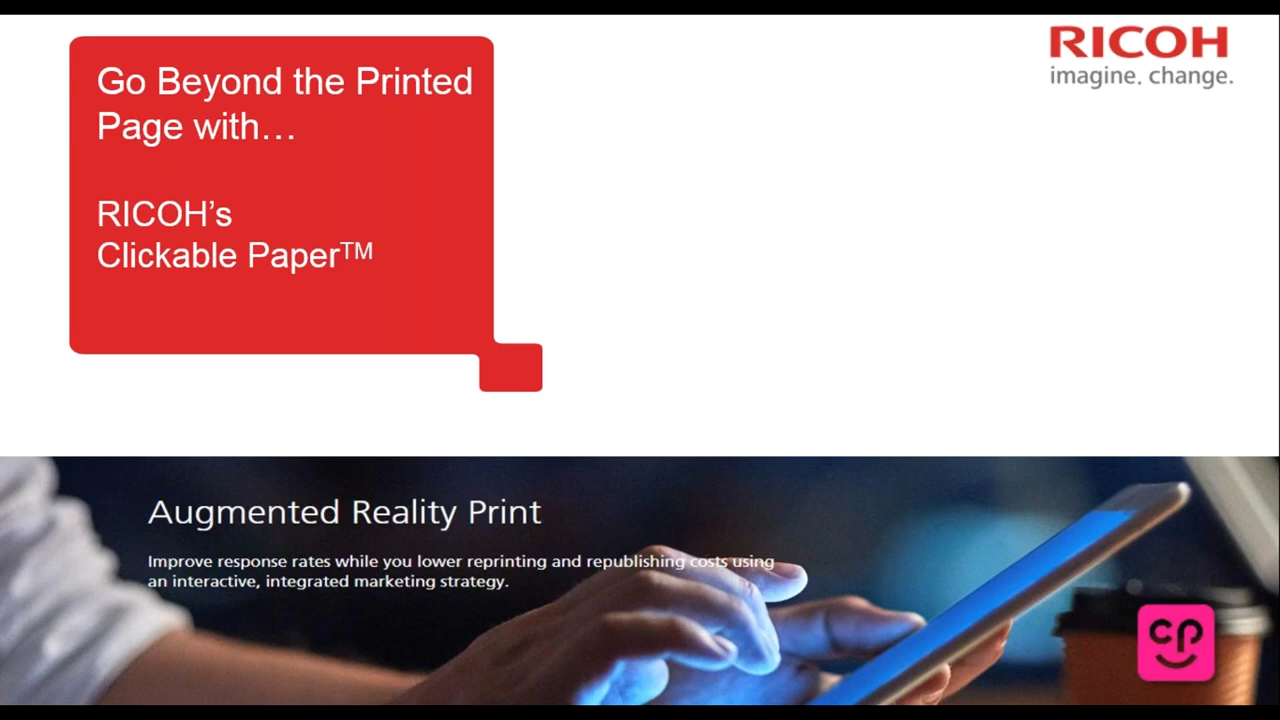 Go Beyond the Printed
Page with…
RICOH’s
Clickable Paper™
RICOH
imagine. change.
Augmented Reality Print
Improve response rates while you lower reprinting and republishing costs using
an interactive, integrated marketing strategy.
cp